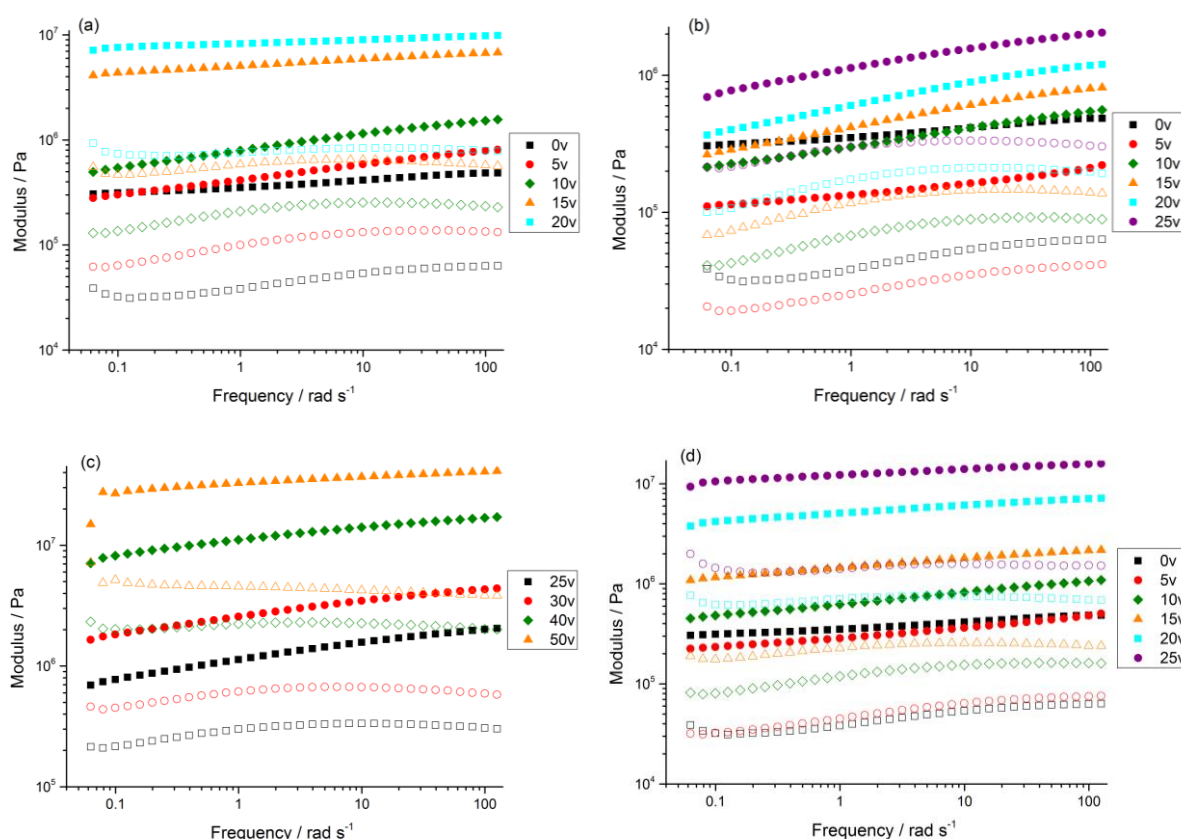 (a)
10⁷
10⁶
10⁵
10⁴
Modulus / Pa
0.1 1 10 100
Frequency / rad s⁻¹
0v
5v
10v
15v
20v
(b)
10⁶
10⁵
10⁴
Modulus / Pa
0.1 1 10 100
Frequency / rad s⁻¹
0v
5v
10v
15v
20v
25v
(c)
10⁷
10⁶
10⁵
Modulus / Pa
0.1 1 10 100
Frequency / rad s⁻¹
25v
30v
40v
50v
(d)
10⁷
10⁶
10⁵
10⁴
Modulus / Pa
0.1 1 10 100
Frequency / rad s⁻¹
0v
5v
10v
15v
20v
25v